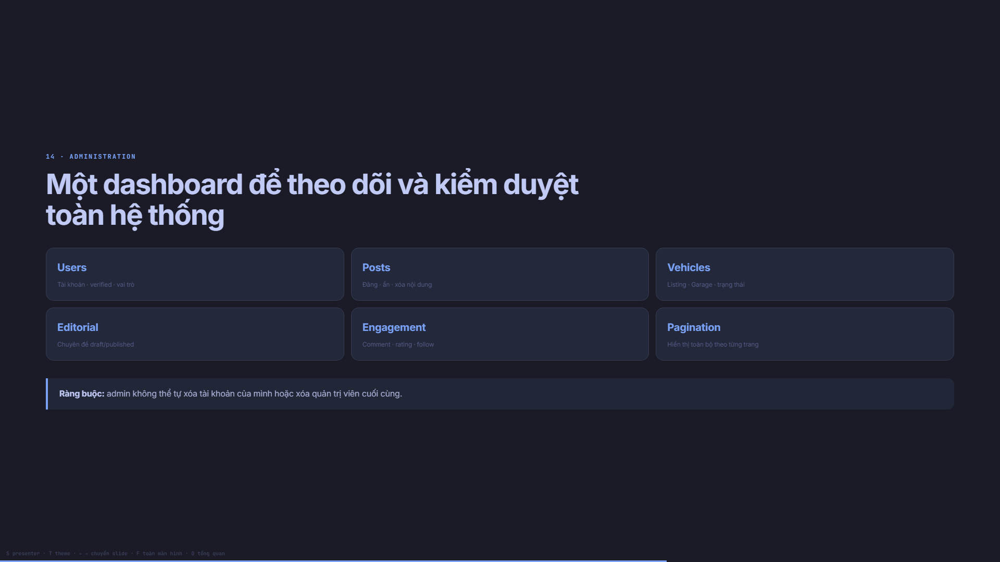 14 · ADMINISTRATION
Một dashboard để theo dõi và kiểm duyệt
toàn hệ thống
Users
Tài khoản · verified · vai trò
Posts
Đăng · ẩn · xóa nội dung
Vehicles
Listing · Garage · trạng thái
Editorial
Chuyên đề draft/published
Engagement
Comment · rating · follow
Pagination
Hiển thị toàn bộ theo từng trang
Ràng buộc: admin không thể tự xóa tài khoản của mình hoặc xóa quản trị viên cuối cùng.
S presenter · T theme · ← → chuyển slide · F toàn màn hình · O tổng quan